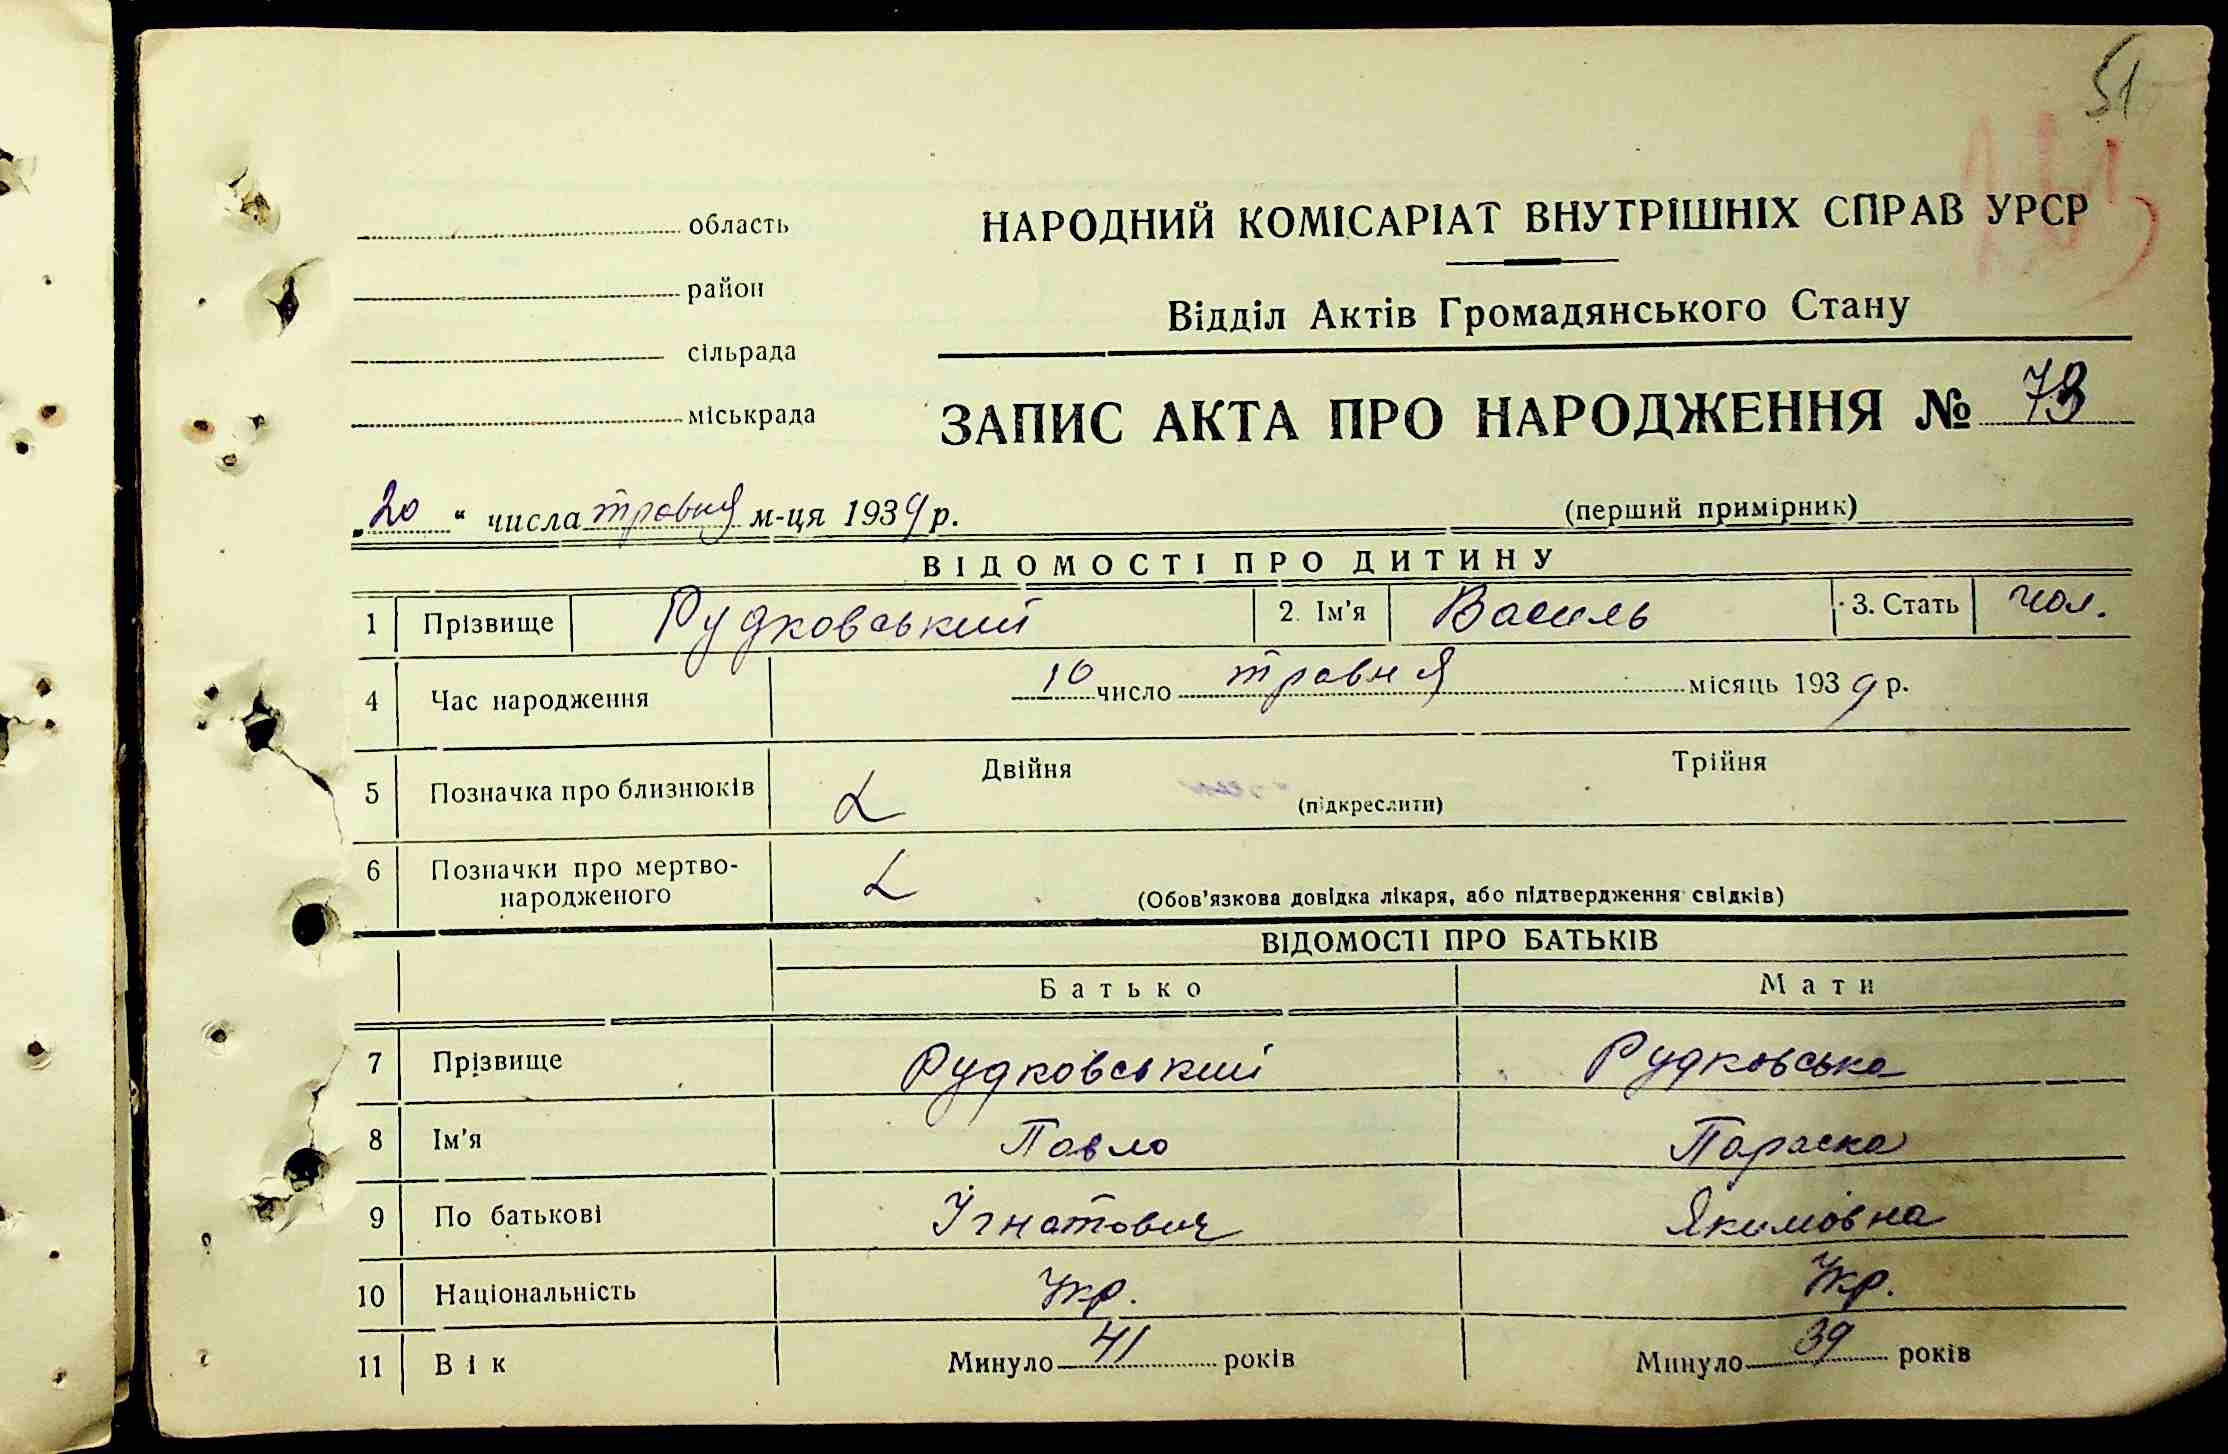 51
область
НАРОДНИЙ КОМІСАРІАТ ВНУТРІШНІХ СПРАВ УРСР
район
Відділ Актів Громадянського Стану
сільрада
міськрада
ЗАПИС АКТА ПРО НАРОДЖЕННЯ № 73
„20“ числа травня м-ця 1939 р.
(перший примірник)
ВІДОМОСТІ ПРО ДИТИНУ
1 Прізвище Рудковський 2. Ім'я Василь 3. Стать чол.
4 Час народження 10 число травня місяць 1939 р.
5 Позначка про близнюків Двійня (підкреслити) Трійня
6 Позначки про мертво-
народженого (Обов'язкова довідка лікаря, або підтвердження свідків)
ВІДОМОСТІ ПРО БАТЬКІВ
Батько Мати
7 Прізвище Рудковський Рудковська
8 Ім'я Павло Параска
9 По батькові Ігнатович Якимовна
10 Національність Укр. Укр.
11 Вік Минуло 41 років Минуло 39 років